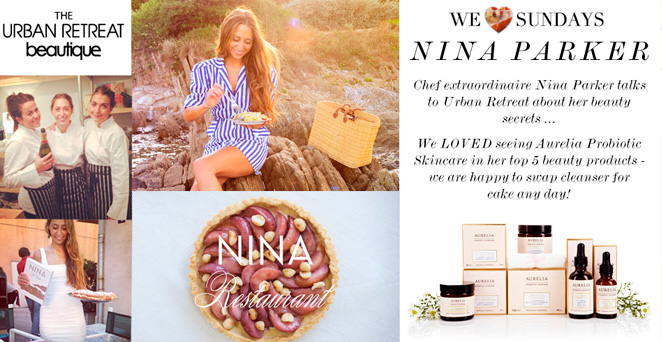 THE
URBAN RETREAT
beautique
WE SUNDAYS
NINA PARKER
Chef extraordinaire Nina Parker talks
to Urban Retreat about her beauty
secrets ...
We LOVED seeing Aurelia Probiotic
Skincare in her top 5 beauty products -
we are happy to swap cleanser for
cake any day!
NINA
Restaurant
NINA
AURELIA
AURELIA
AURELIA
AURELIA